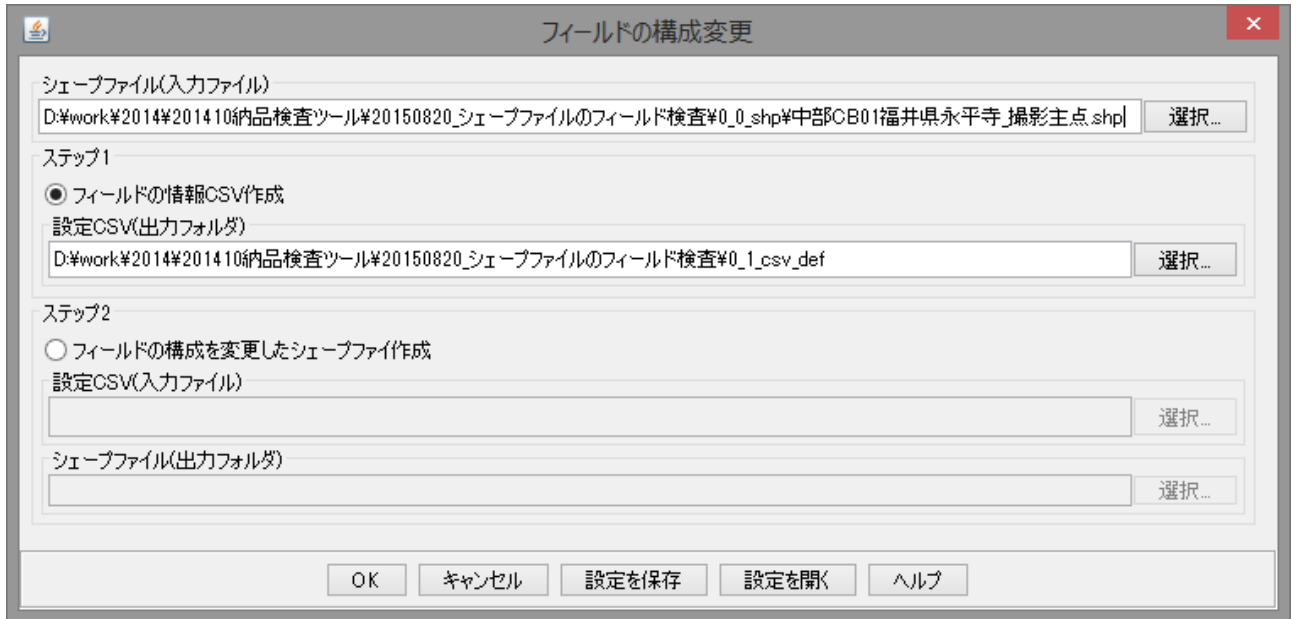 フィールドの構成変更
シェープファイル(入力ファイル)
D:¥work¥2014¥201410納品検査ツール¥20150820_シェープファイルのフィールド検査¥0_0_shp¥中部CB01福井県永平寺_撮影主点.shp
選択...
ステップ1
フィールドの情報CSV作成
設定CSV(出力フォルダ)
D:¥work¥2014¥201410納品検査ツール¥20150820_シェープファイルのフィールド検査¥0_1_csv_def
選択...
ステップ2
フィールドの構成を変更したシェープファイ作成
設定CSV(入力ファイル)
選択...
シェープファイル(出力フォルダ)
選択...
OK キャンセル 設定を保存 設定を開く ヘルプ